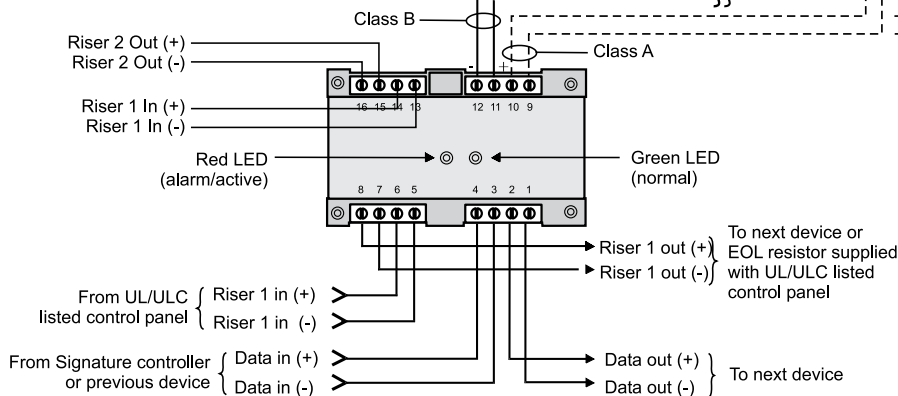 Class B
Class A
Riser 2 Out (+)
Riser 2 Out (-)
- +
16 15 14 13 12 11 10 9
Riser 1 In (+)
Riser 1 In (-)
Red LED
(alarm/active)
Green LED
(normal)
8 7 6 5 4 3 2 1
Riser 1 out (+)
Riser 1 out (-)
To next device or
EOL resistor supplied
with UL/ULC listed
control panel
From UL/ULC
listed control panel
Riser 1 in (+)
Riser 1 in (-)
From Signature controller
or previous device
Data in (+)
Data in (-)
Data out (+)
Data out (-)
To next device